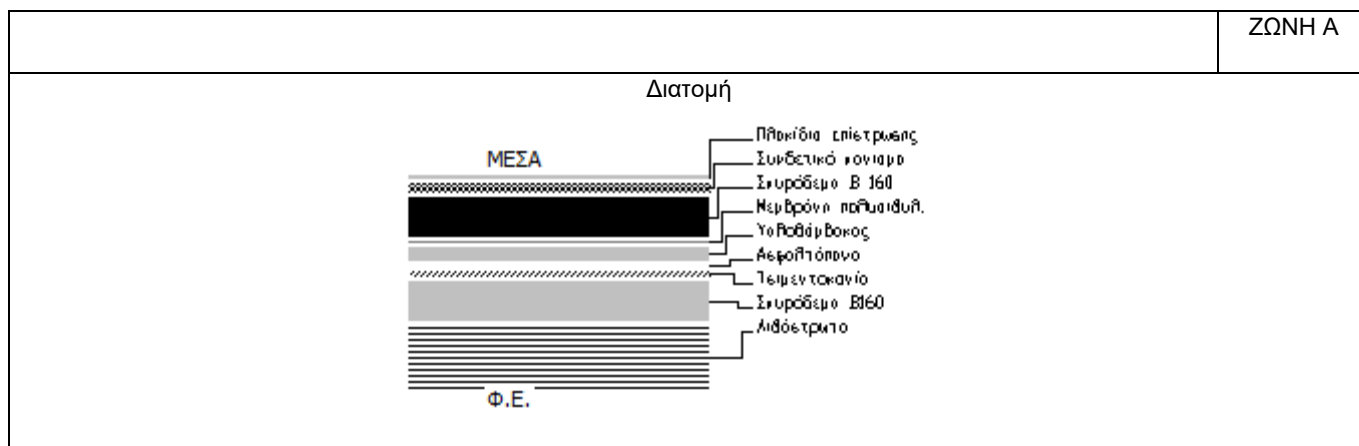 ΖΩΝΗ Α
Διατομή
ΜΕΣΑ
Πλακίδια επίστρωσης
Συνδετικό κονίαμα
Σκυρόδεμα Β 160
Μεμβράνη πολυαιθυλ.
Υαλοβάμβακας
Ασφαλτόπανο
Τσιμεντοκονία
Σκυρόδεμα Β160
Λιθόστρωτο
Φ.Ε.